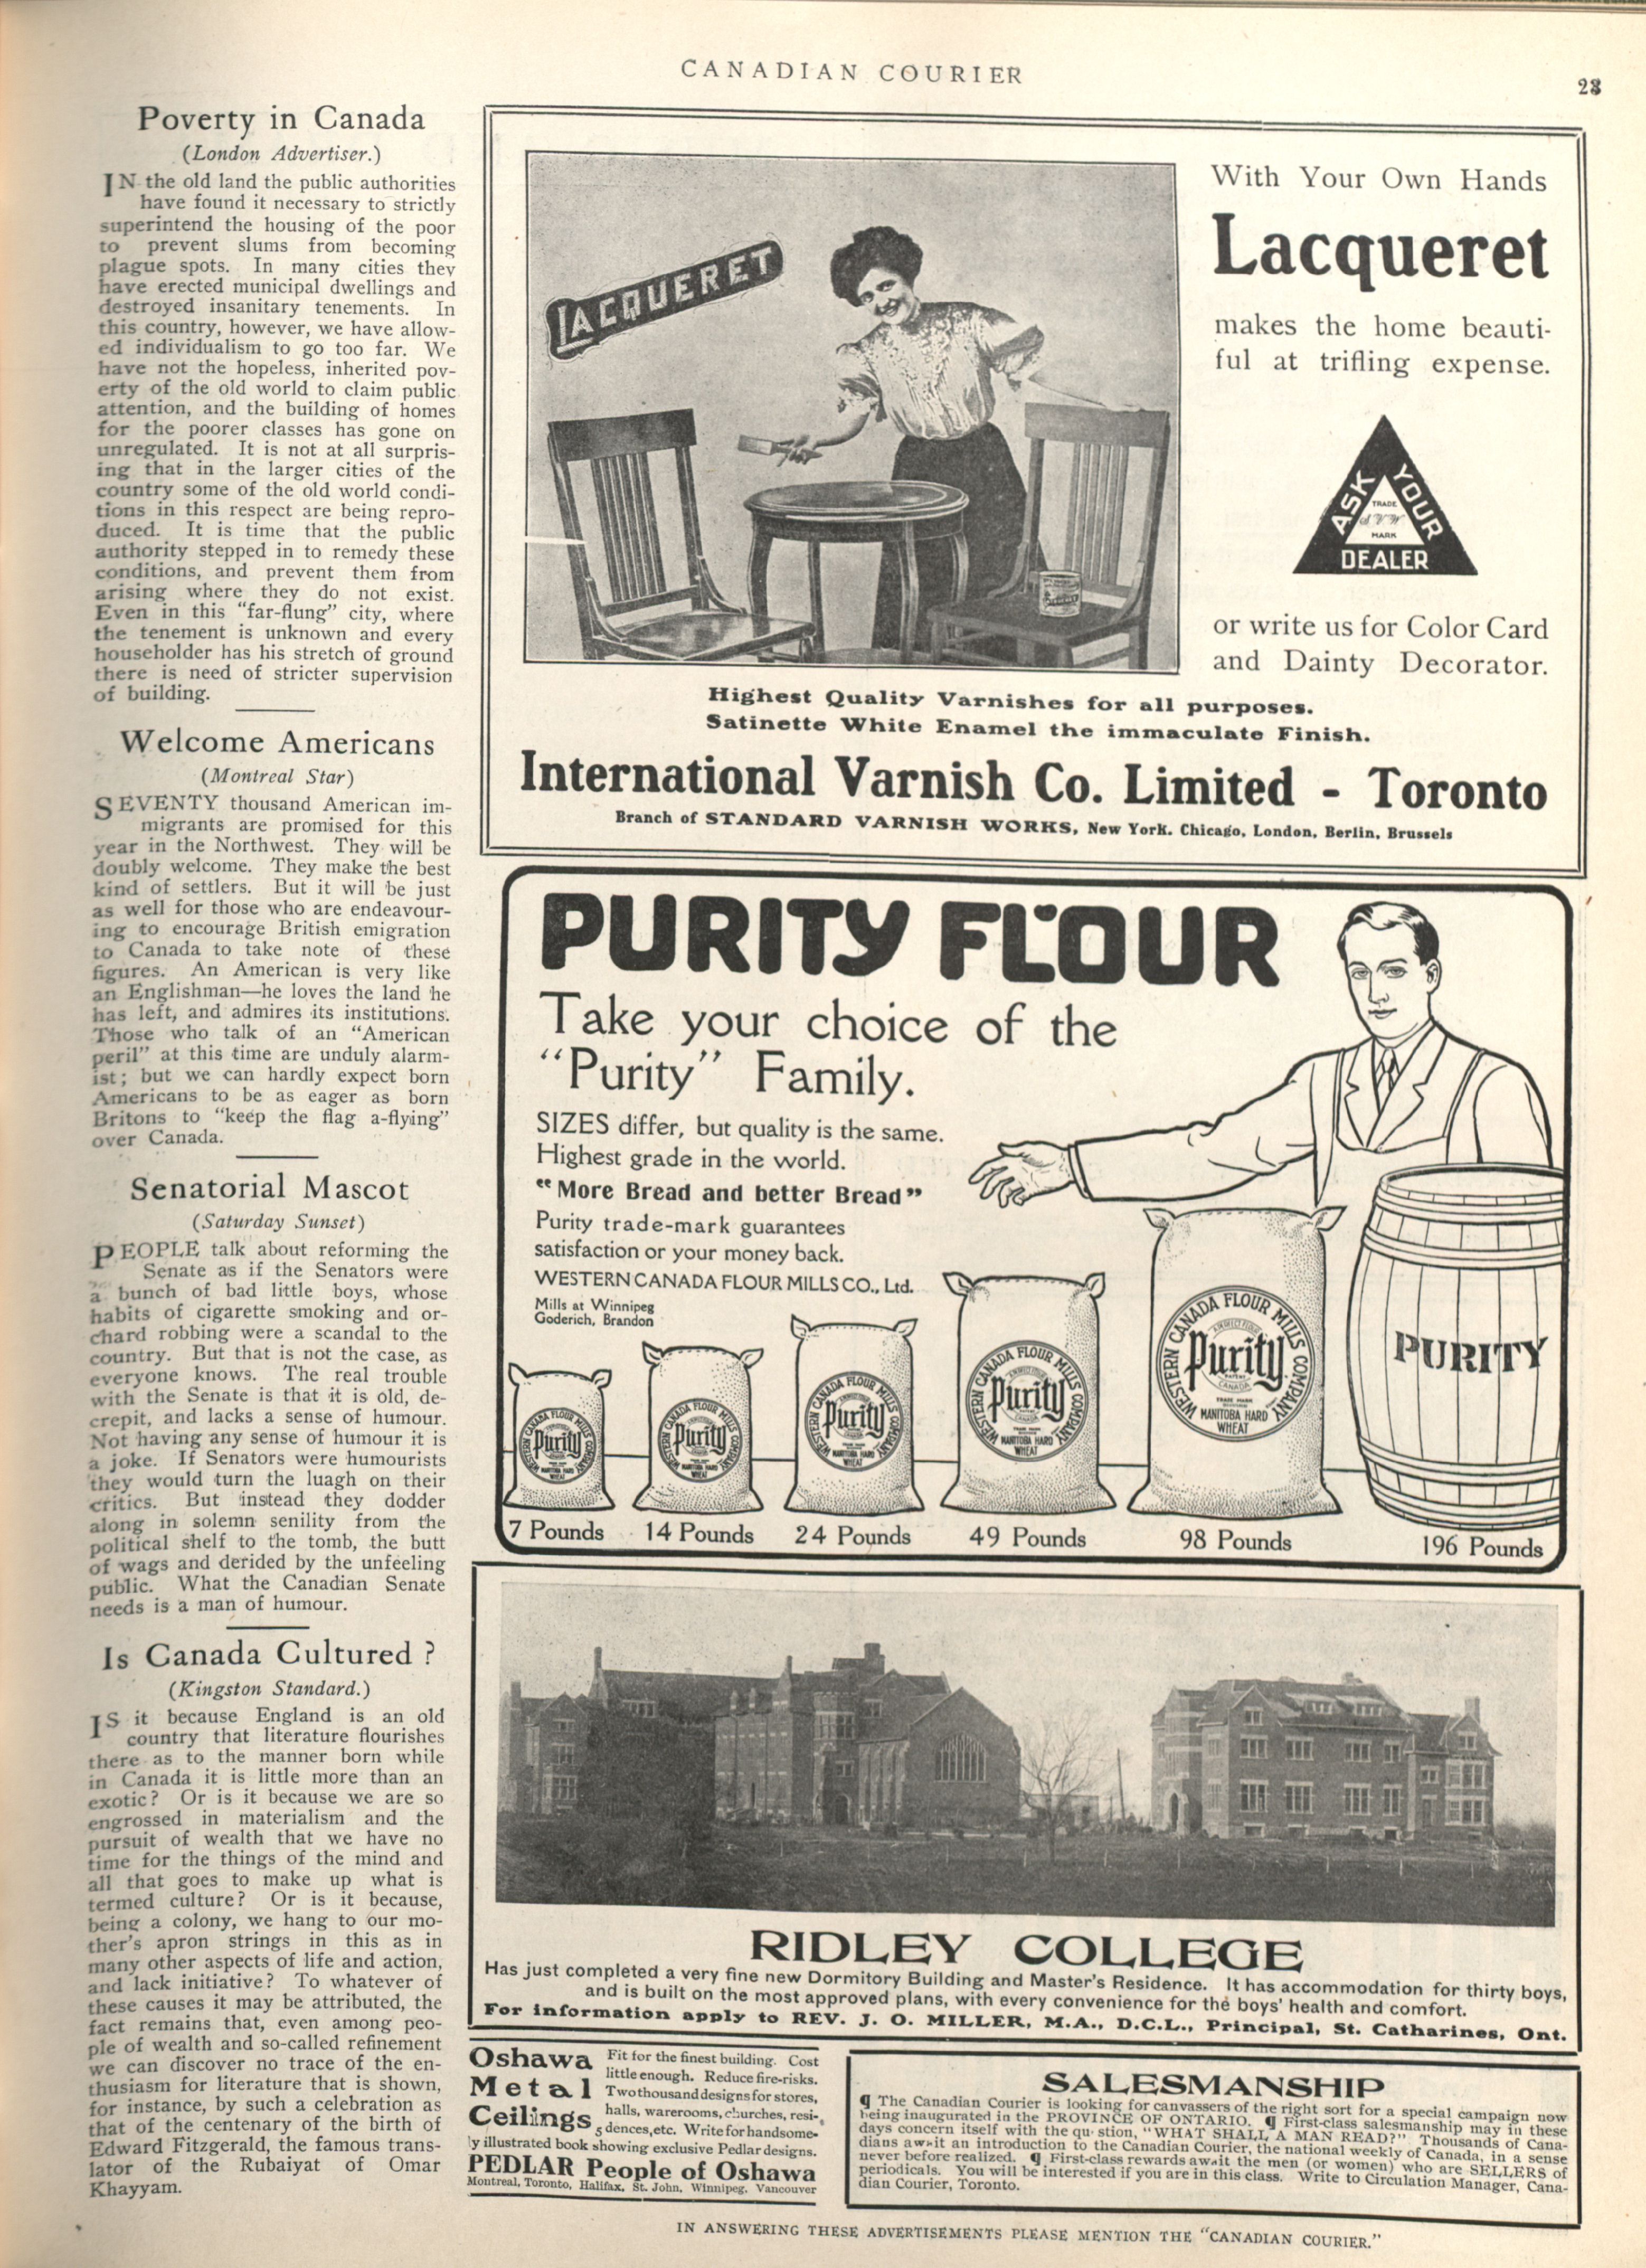 CANADIAN COURIER
23
Poverty in Canada
(London Advertiser.)
IN the old land the public authorities
have found it necessary to strictly
superintend the housing of the poor
to prevent slums from becoming
plague spots. In many cities they
have erected municipal dwellings and
destroyed insanitary tenements. In
this country, however, we have allow-
ed individualism to go too far. We
have not the hopeless, inherited pov-
erty of the old world to claim public
attention, and the building of homes
for the poorer classes has gone on
unregulated. It is not at all surpris-
ing that in the larger cities of the
country some of the old world condi-
tions in this respect are being repro-
duced. It is time that the public
authority stepped in to remedy these
conditions, and prevent them from
arising where they do not exist.
Even in this "far-flung" city, where
the tenement is unknown and every
householder has his stretch of ground
there is need of stricter supervision
of building.
Welcome Americans
(Montreal Star)
SEVENTY thousand American im-
migrants are promised for this
year in the Northwest. They will be
doubly welcome. They make the best
kind of settlers. But it will be just
as well for those who are endeavour-
ing to encourage British emigration
to Canada to take note of these
figures. An American is very like
an Englishman—he loves the land he
has left, and admires its institutions.
Those who talk of an "American
peril" at this time are unduly alarm-
ist; but we can hardly expect born
Americans to be as eager as born
Britons to "keep the flag a-flying"
over Canada.
Senatorial Mascot
(Saturday Sunset)
PEOPLE talk about reforming the
Senate as if the Senators were
a bunch of bad little boys, whose
habits of cigarette smoking and or-
chard robbing were a scandal to the
country. But that is not the case, as
everyone knows. The real trouble
with the Senate is that it is old, de-
crepit, and lacks a sense of humour.
Not having any sense of humour it is
a joke. If Senators were humourists
they would turn the luagh on their
critics. But instead they dodder
along in solemn senility from the
political shelf to the tomb, the butt
of wags and derided by the unfeeling
public. What the Canadian Senate
needs is a man of humour.
Is Canada Cultured ?
(Kingston Standard.)
IS it because England is an old
country that literature flourishes
there as to the manner born while
in Canada it is little more than an
exotic? Or is it because we are so
engrossed in materialism and the
pursuit of wealth that we have no
time for the things of the mind and
all that goes to make up what is
termed culture? Or is it because,
being a colony, we hang to our mo-
ther's apron strings in this as in
many other aspects of life and action,
and lack initiative? To whatever of
these causes it may be attributed, the
fact remains that, even among peo-
ple of wealth and so-called refinement
we can discover no trace of the en-
thusiasm for literature that is shown,
for instance, by such a celebration as
that of the centenary of the birth of
Edward Fitzgerald, the famous trans-
lator of the Rubaiyat of Omar
Khayyam.
LACQUERET
With Your Own Hands
Lacqueret
makes the home beauti-
ful at trifling expense.
ASK YOUR
TRADE
SVW
MARK
DEALER
or write us for Color Card
and Dainty Decorator.
Highest Quality Varnishes for all purposes.
Satinette White Enamel the immaculate Finish.
International Varnish Co. Limited - Toronto
Branch of STANDARD VARNISH WORKS, New York. Chicago, London, Berlin, Brussels
PURITY FLOUR
Take your choice of the
"Purity" Family.
SIZES differ, but quality is the same.
Highest grade in the world.
"More Bread and better Bread"
Purity trade-mark guarantees
satisfaction or your money back.
WESTERN CANADA FLOUR MILLS CO., Ltd.
Mills at Winnipeg
Goderich, Brandon
WESTERN CANADA FLOUR MILLS COMPANY
Purity
MANITOBA HARD
WHEAT
WESTERN CANADA FLOUR MILLS COMPANY
Purity
MANITOBA HARD
WHEAT
WESTERN CANADA FLOUR MILLS COMPANY
Purity
MANITOBA HARD
WHEAT
WESTERN CANADA FLOUR MILLS COMPANY
Purity
MANITOBA HARD
WHEAT
WESTERN CANADA FLOUR MILLS COMPANY
Purity
CANADA
TRADE MARK
MANITOBA HARD
WHEAT
PURITY
7 Pounds
14 Pounds
24 Pounds
49 Pounds
98 Pounds
196 Pounds
RIDLEY COLLEGE
Has just completed a very fine new Dormitory Building and Master's Residence. It has accommodation for thirty boys,
and is built on the most approved plans, with every convenience for the boys' health and comfort.
For information apply to REV. J. O. MILLER, M.A., D.C.L., Principal, St. Catharines, Ont.
Oshawa
Metal
Ceilings
Fit for the finest building. Cost
little enough. Reduce fire-risks.
Two thousand designs for stores,
halls, warerooms, churches, resi-
dences, etc. Write for handsome-
ly illustrated book showing exclusive Pedlar designs.
PEDLAR People of Oshawa
Montreal, Toronto, Halifax, St. John, Winnipeg, Vancouver
SALESMANSHIP
¶ The Canadian Courier is looking for canvassers of the right sort for a special campaign now
being inaugurated in the PROVINCE OF ONTARIO. ¶ First-class salesmanship may in these
days concern itself with the qu stion, "WHAT SHALL A MAN READ?" Thousands of Cana-
dians await an introduction to the Canadian Courier, the national weekly of Canada, in a sense
never before realized. ¶ First-class rewards await the men (or women) who are SELLERS of
periodicals. You will be interested if you are in this class. Write to Circulation Manager, Cana-
dian Courier, Toronto.
IN ANSWERING THESE ADVERTISEMENTS PLEASE MENTION THE "CANADIAN COURIER."